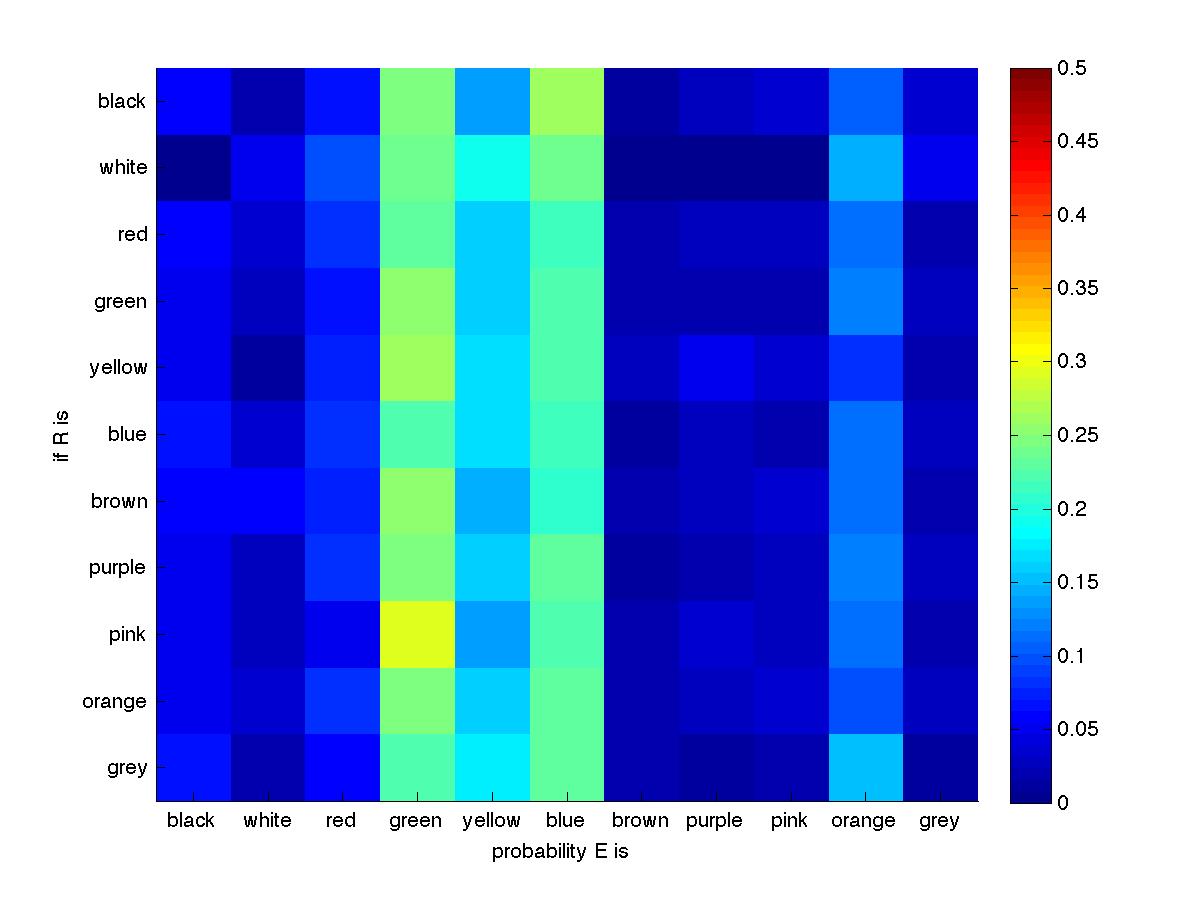 black
white
red
green
yellow
blue
brown
purple
pink
orange
grey
if R is
black white red green yellow blue brown purple pink orange grey
probability E is
0.5
0.45
0.4
0.35
0.3
0.25
0.2
0.15
0.1
0.05
0